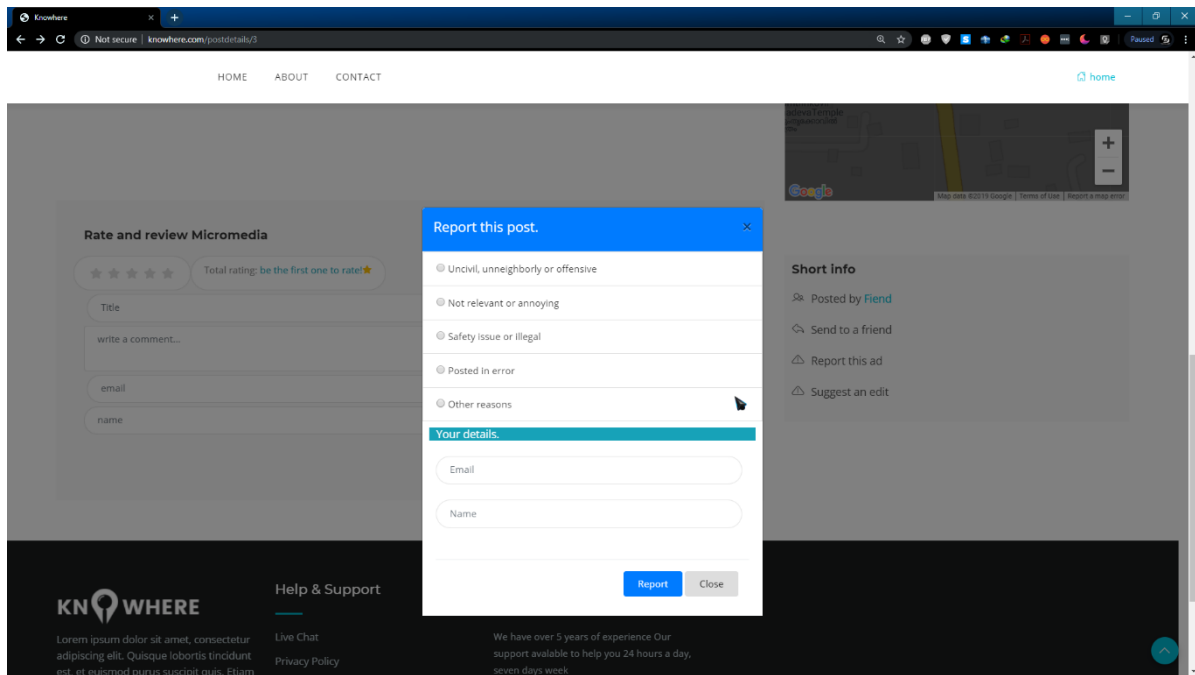 Knowhere
Not secure | knowhere.com/postdetails/3
Paused
HOME ABOUT CONTACT
home
Google
Map data ©2019 Google | Terms of Use | Report a map error
Rate and review Micromedia
Total rating: be the first one to rate!
Title
write a comment...
email
name
Report this post.
×
Uncivil, unneighborly or offensive
Not relevant or annoying
Safety issue or illegal
Posted in error
Other reasons
Your details.
Email
Name
Report Close
Short info
Posted by Fiend
Send to a friend
Report this ad
Suggest an edit
KNOWHERE
Lorem ipsum dolor sit amet, consectetur
adipiscing elit. Quisque lobortis tincidunt
est, et euismod purus suscipit quis. Etiam
Help & Support
Live Chat
Privacy Policy
We have over 5 years of experience Our
support avalable to help you 24 hours a day,
seven days week